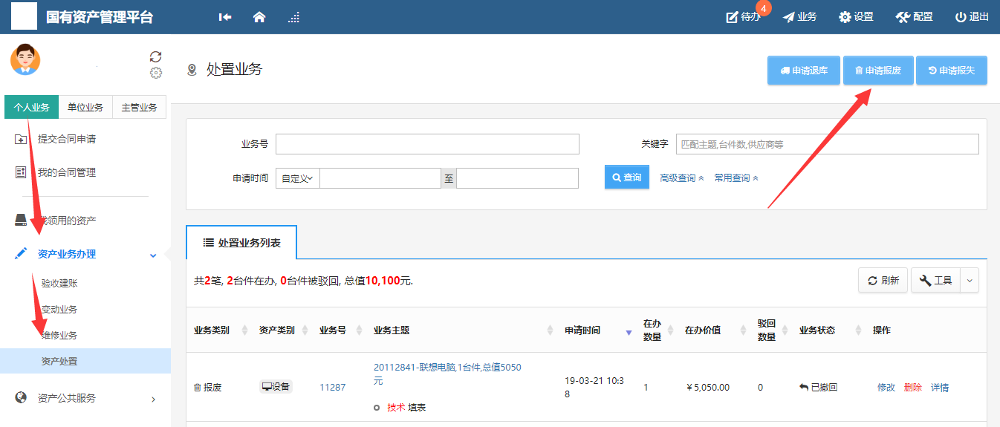 国有资产管理平台
待办 4 业务 设置 配置 退出
处置业务
申请退库 申请报废 申请报失
个人业务 单位业务 主管业务
提交合同申请
我的合同管理
领用的资产
资产业务办理
验收建账
变动业务
维修业务
资产处置
资产公共服务
业务号 关键字 匹配主题,台件数,供应商等
申请时间 自定义 至 查询 高级查询 常用查询
处置业务列表
共2笔, 2台件在办, 0台件被驳回, 总值10,100元.
刷新 工具
业务类别 资产类别 业务号 业务主题 申请时间 在办数量 在办价值 驳回数量 业务状态 操作
报废 设备 11287 20112841-联想电脑,1台件,总值5050元 19-03-21 10:38 1 ¥5,050.00 0 已撤回 修改 删除 详情
技术 填表